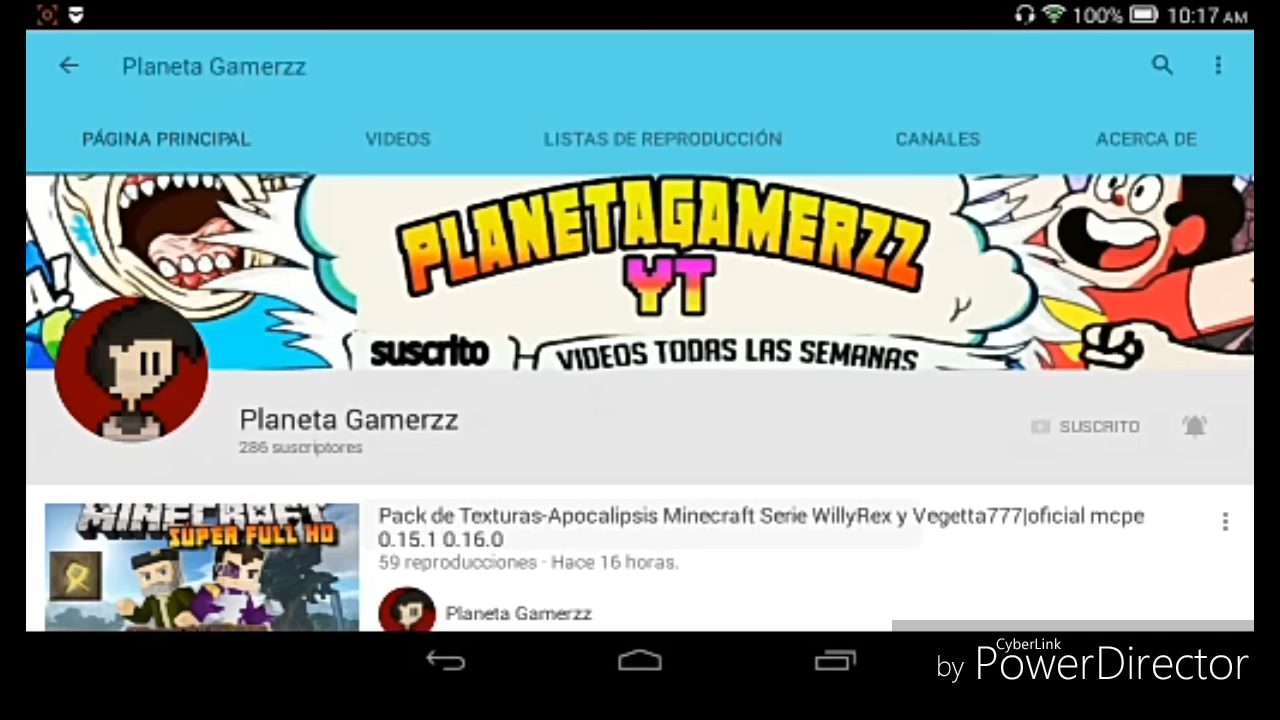 100% 10:17 AM
Planeta Gamerzz
PÁGINA PRINCIPAL VIDEOS LISTAS DE REPRODUCCIÓN CANALES ACERCA DE
PLANETAGAMERZZ
YT
A!
suscrito VIDEOS TODAS LAS SEMANAS
Planeta Gamerzz
286 suscriptores
SUSCRITO
MINECRAFT
SUPER FULL HD
Pack de Texturas-Apocalipsis Minecraft Serie WillyRex y Vegetta777|oficial mcpe
0.15.1 0.16.0
59 reproducciones · Hace 16 horas.
Planeta Gamerzz
CyberLink
by PowerDirector